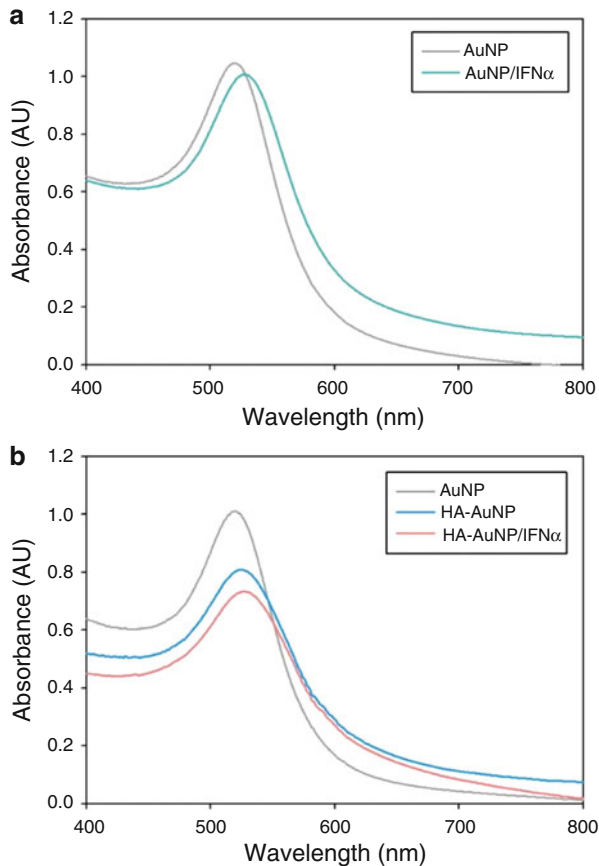 a
1.2
1.0
0.8
0.6
0.4
0.2
0.0
Absorbance (AU)
AuNP
AuNP/IFNα
400 500 600 700 800
Wavelength (nm)
b
1.2
1.0
0.8
0.6
0.4
0.2
0.0
Absorbance (AU)
AuNP
HA-AuNP
HA-AuNP/IFNα
400 500 600 700 800
Wavelength (nm)